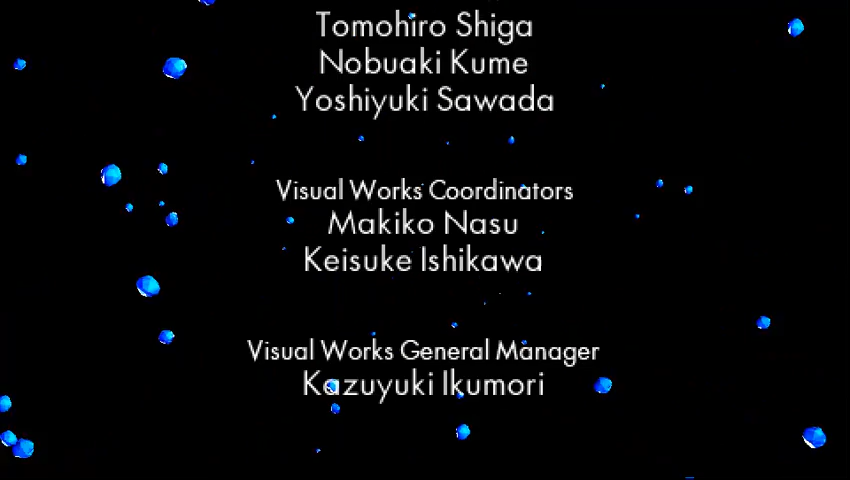 Tomohiro Shiga
Nobuaki Kume
Yoshiyuki Sawada
Visual Works Coordinators
Makiko Nasu
Keisuke Ishikawa
Visual Works General Manager
Kazuyuki Ikumori